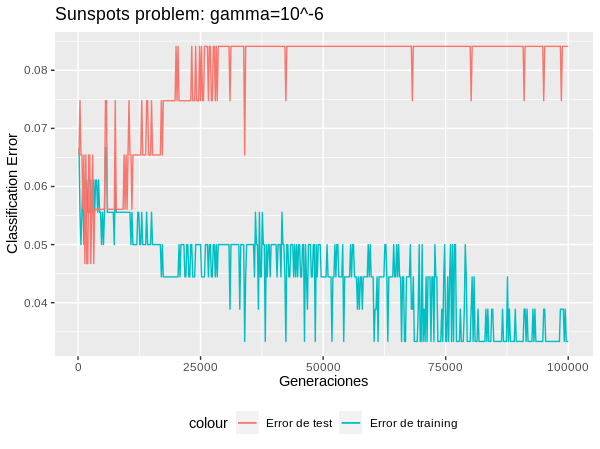 Sunspots problem: gamma=10^-6
Classification Error
0.08
0.07
0.06
0.05
0.04
0
25000
50000
75000
100000
Generaciones
colour
Error de test
Error de training